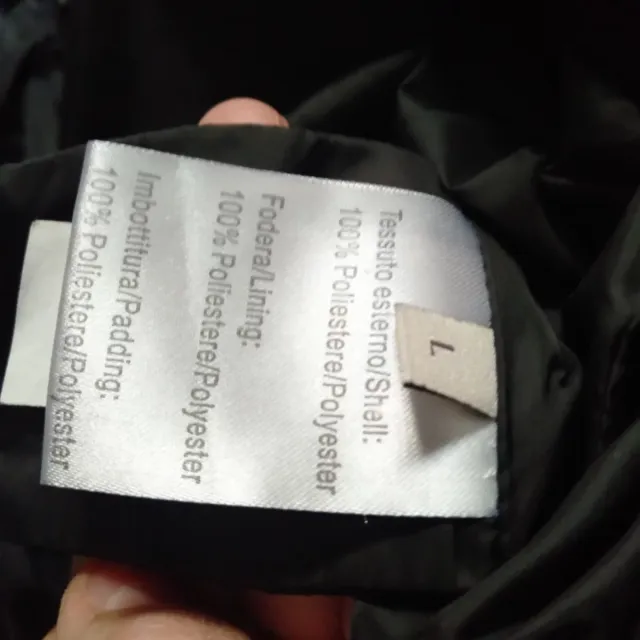 L
Tessuto esterno/Shell:
100% Poliestere/Polyester
Fodera/Lining:
100% Poliestere/Polyester
Imbottitura/Padding:
100% Poliestere/Polyester